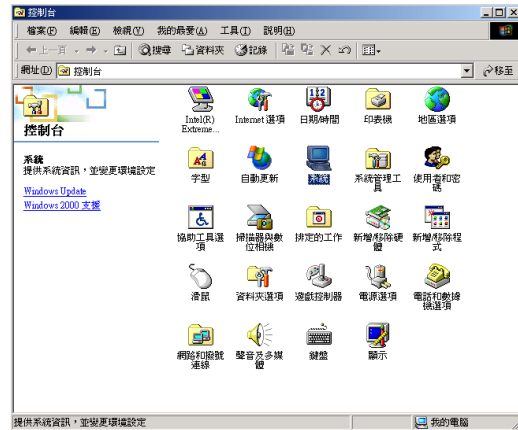 控制台
檔案(F) 編輯(E) 檢視(V) 我的最愛(A) 工具(T) 說明(H)
上一頁 搜尋 資料夾 記錄
網址(D) 控制台 移至
控制台
系統
提供系統資訊，並變更環境設定
Windows Update
Windows 2000 支援
Intel(R) Extreme...
Internet 選項
日期/時間
印表機
地區選項
字型
自動更新
系統
系統管理工具
使用者和密碼
協助工具選項
掃描器與數位相機
排定的工作
新增/移除硬體
新增/移除程式
滑鼠
資料夾選項
遊戲控制器
電源選項
電話和數據機選項
網路和撥號連線
聲音及多媒體
鍵盤
顯示
提供系統資訊，並變更環境設定 我的電腦